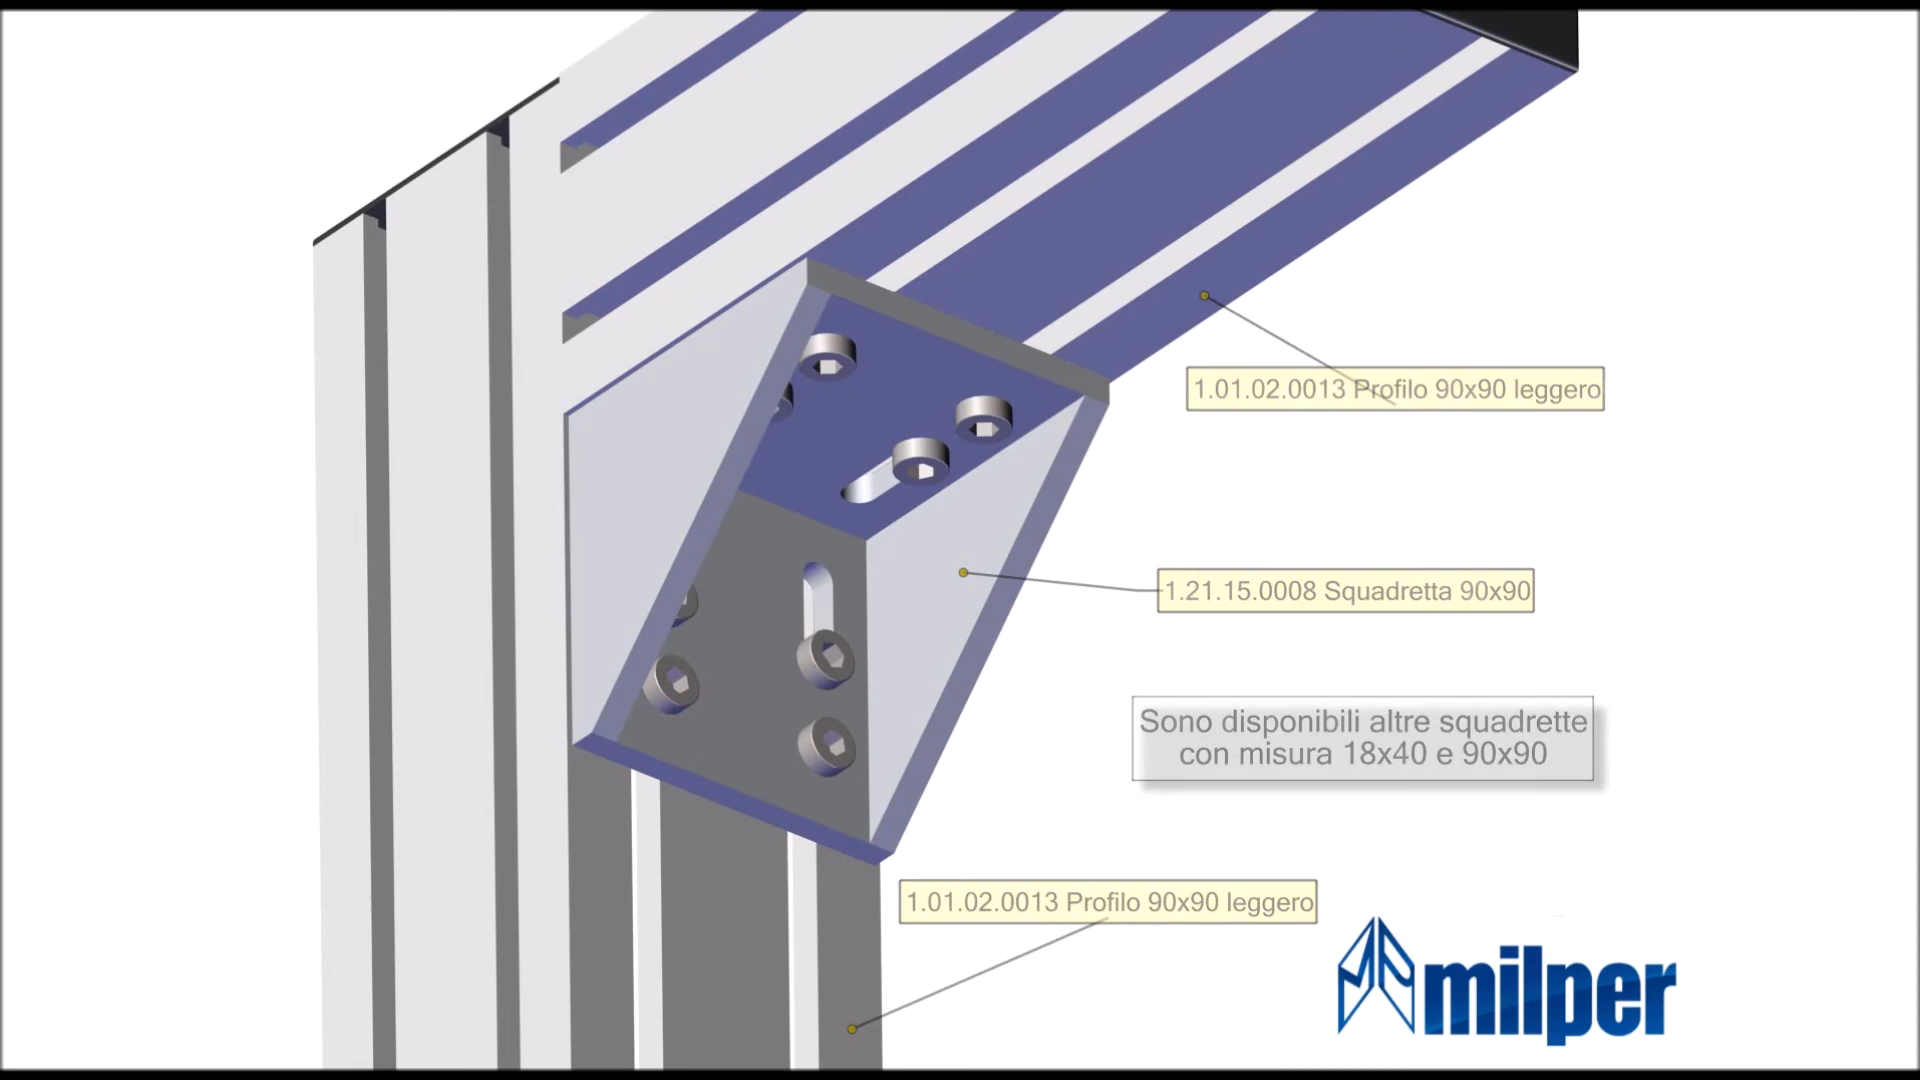 1.01.02.0013 Profilo 90x90 leggero
1.21.15.0008 Squadretta 90x90
Sono disponibili altre squadrette
con misura 18x40 e 90x90
1.01.02.0013 Profilo 90x90 leggero
milper